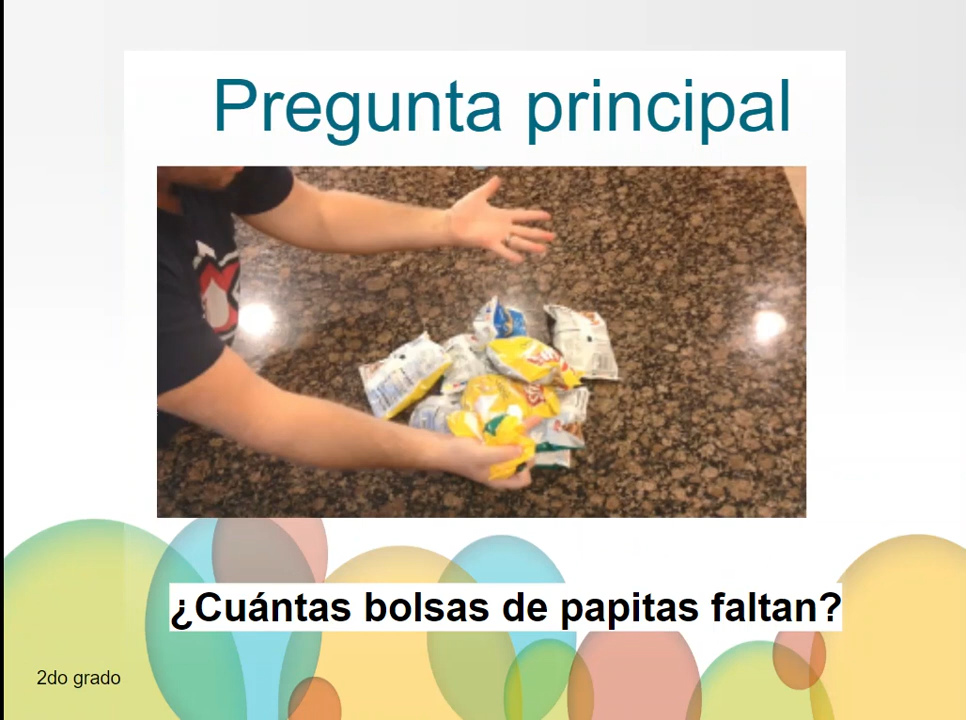 Pregunta principal
¿Cuántas bolsas de papitas faltan?
2do grado